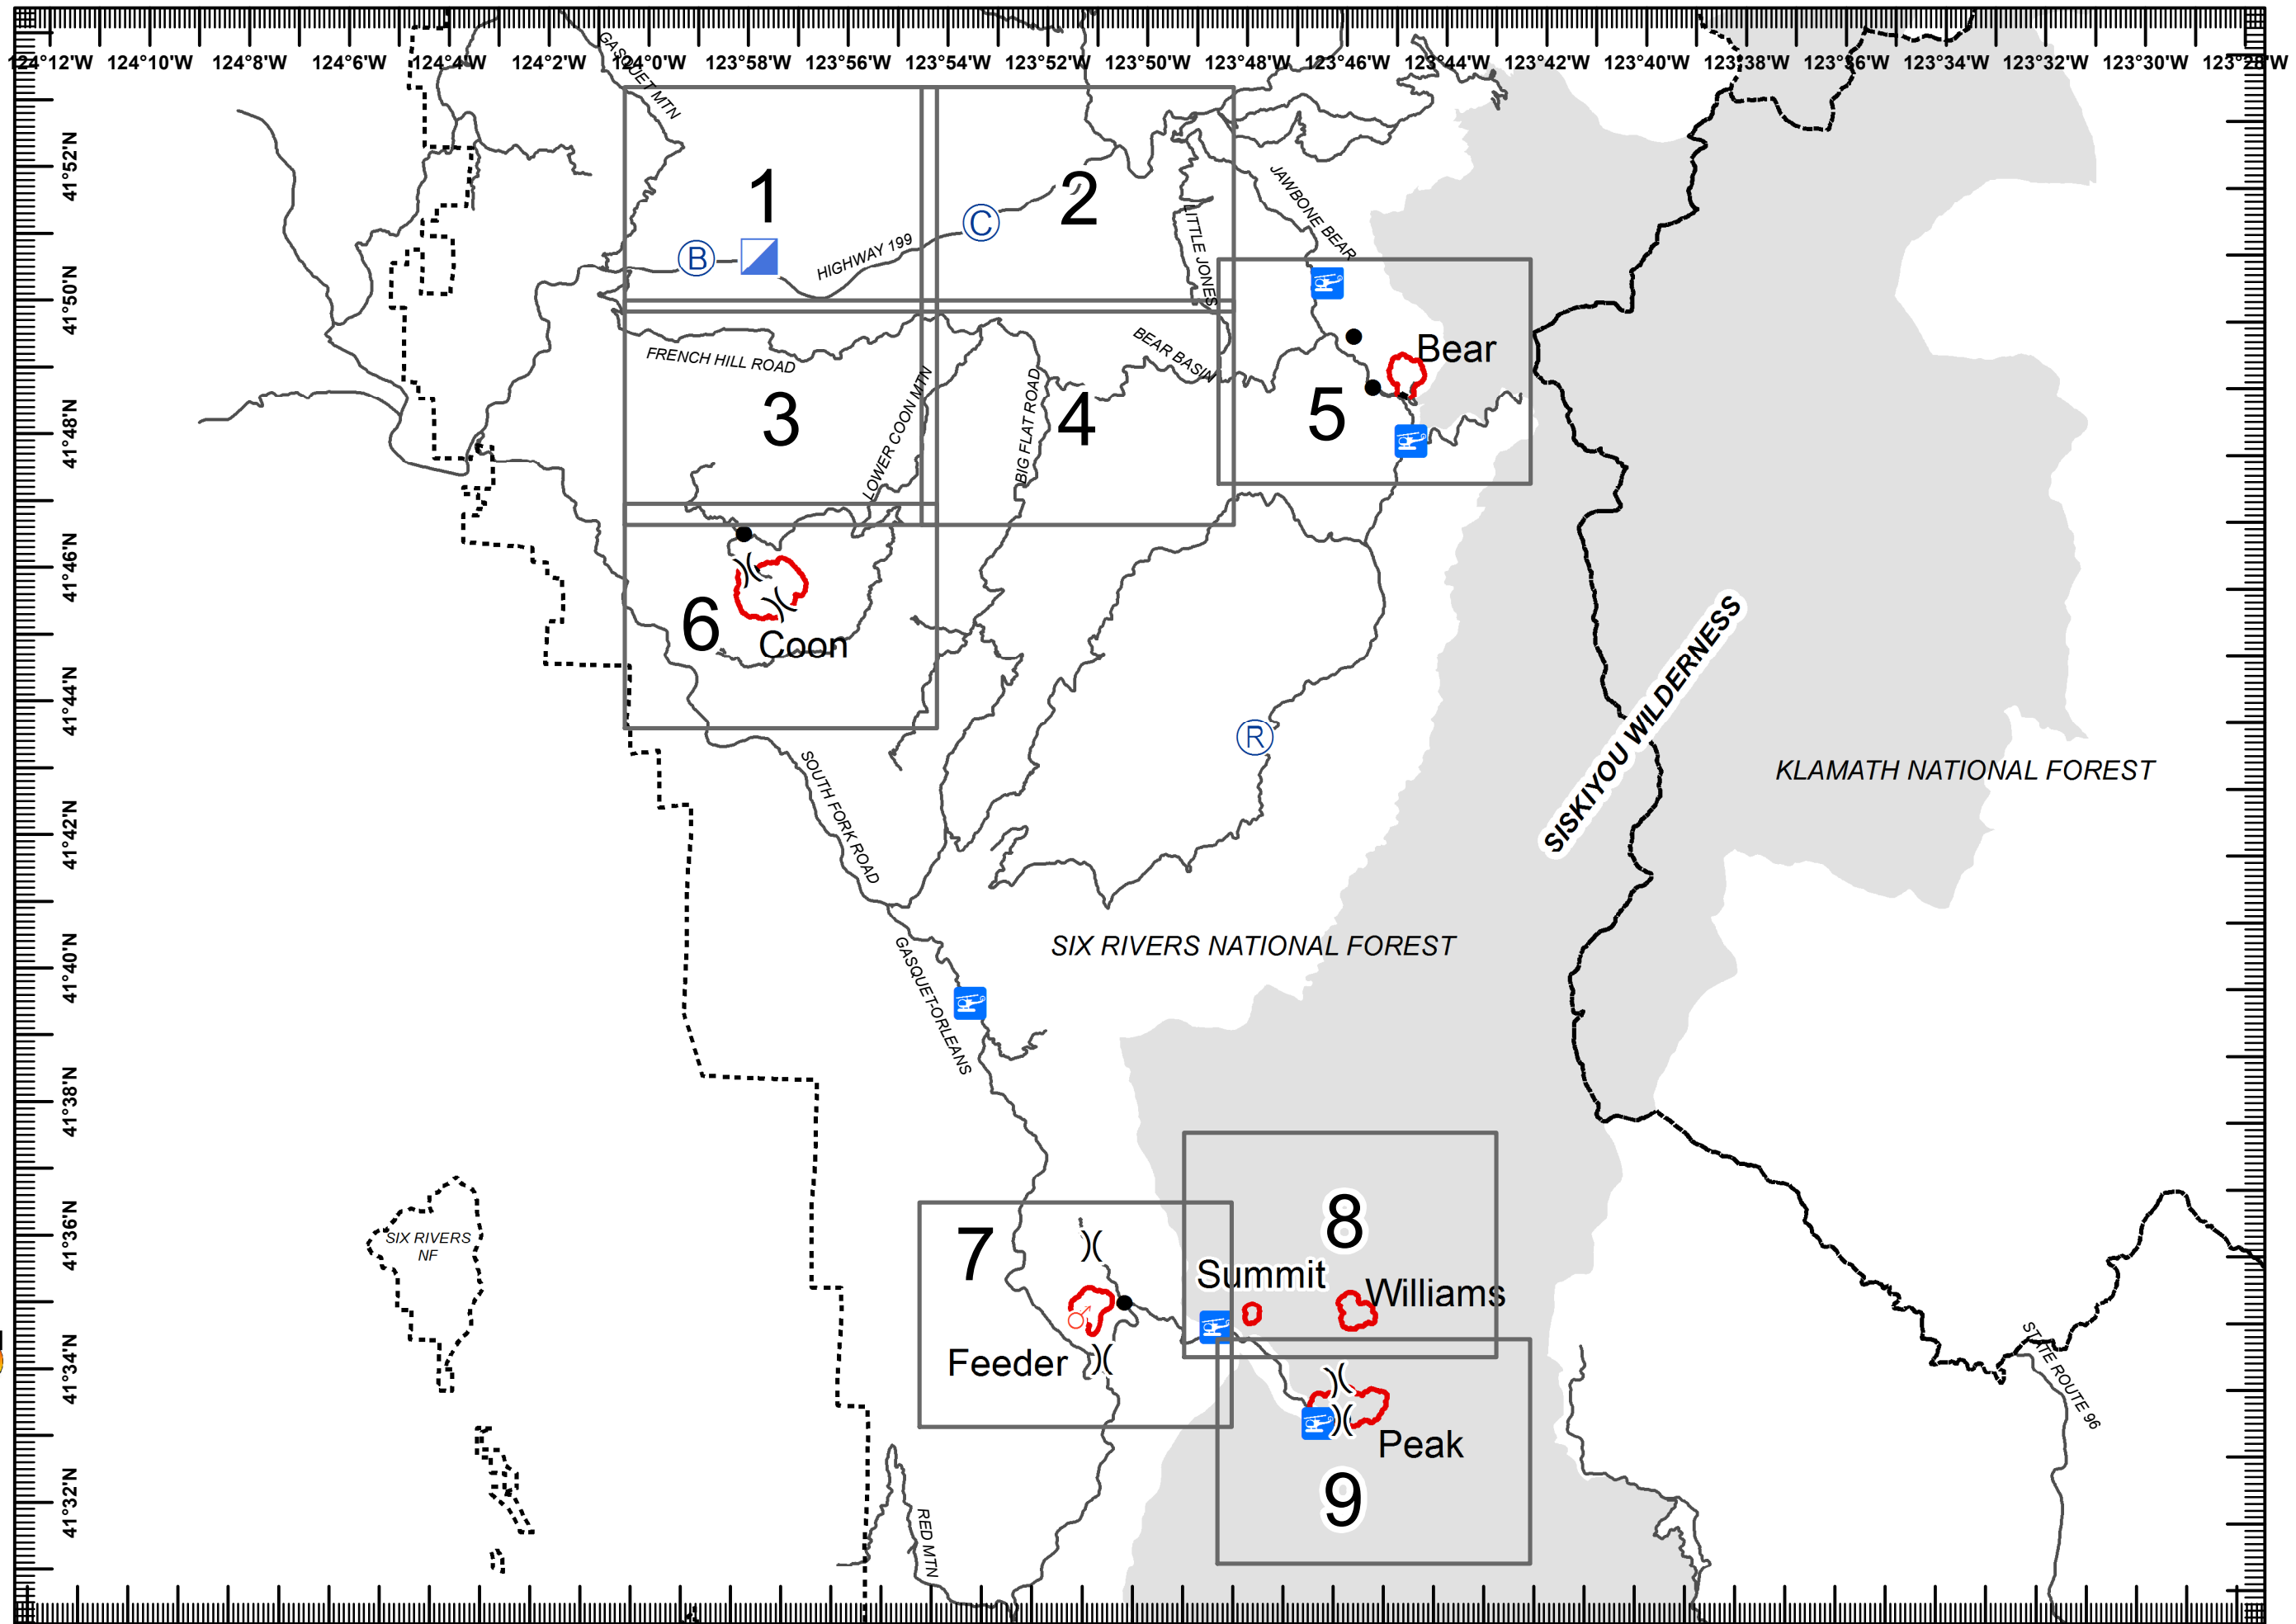 124°12'W 124°10'W 124°8'W 124°6'W 124°4'W 124°2'W 124°0'W 123°58'W 123°56'W 123°54'W 123°52'W 123°50'W 123°48'W 123°46'W 123°44'W 123°42'W 123°40'W 123°38'W 123°36'W 123°34'W 123°32'W 123°30'W 123°28'W
GASQUET MTN
41°52'N
1
2
JAWBONE BEAR
LITTLE JONES
C
B
HIGHWAY 199
41°50'N
FRENCH HILL ROAD
BEAR BASIN
Bear
LOWER COON MTN
BIG FLAT ROAD
3
4
5
41°48'N
41°46'N
6
Coon
41°44'N
SISKIYOU WILDERNESS
R
KLAMATH NATIONAL FOREST
SOUTH FORK ROAD
41°42'N
SIX RIVERS NATIONAL FOREST
41°40'N
GASQUET-ORLEANS
41°38'N
SIX RIVERS
NF
41°36'N
7
8
Summit
Williams
Feeder
41°34'N
STATE ROUTE 96
Peak
9
41°32'N
RED MTN